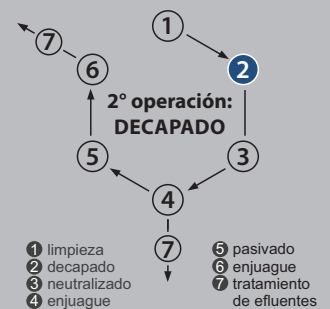 1
7
6
2
2° operación:
DECAPADO
5
3
4
7
1 limpieza
2 decapado
3 neutralizado
4 enjuague
5 pasivado
6 enjuague
7 tratamiento
de efluentes